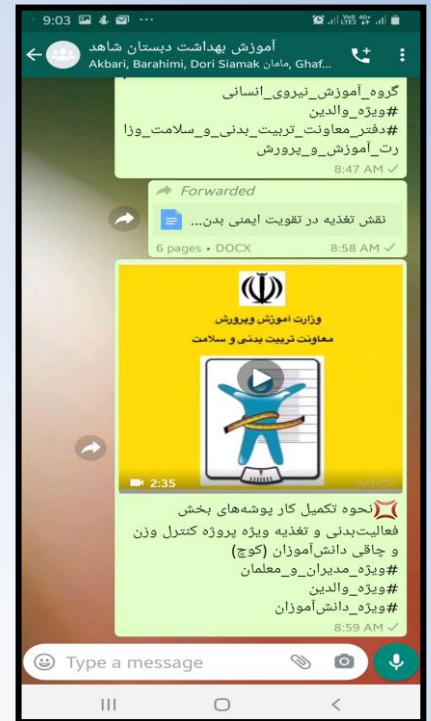 9:03
4G+
آموزش بهداشت دبستان شاهد
Akbari, Barahimi, Dori Siamak مامان, Ghaf...
گروه_آموزش_نیروی_انسانی
#ویژه_والدین
#دفتر_معاونت_تربیت_بدنی_و_سلامت_وزا
رت_آموزش_و_پرورش
8:47 AM
Forwarded
نقش تغذیه در تقویت ایمنی بدن...
6 pages • DOCX
8:58 AM
وزارت آموزش وپرورش
معاونت تربیت بدنی و سلامت
2:35
نحوه تکمیل کار پوشه‌های بخش
فعالیت‌بدنی و تغذیه ویژه پروژه کنترل وزن
و چاقی دانش‌آموزان (کوچ)
#ویژه_مدیران_و_معلمان
#ویژه_والدین
#ویژه_دانش‌آموزان
8:59 AM
Type a message